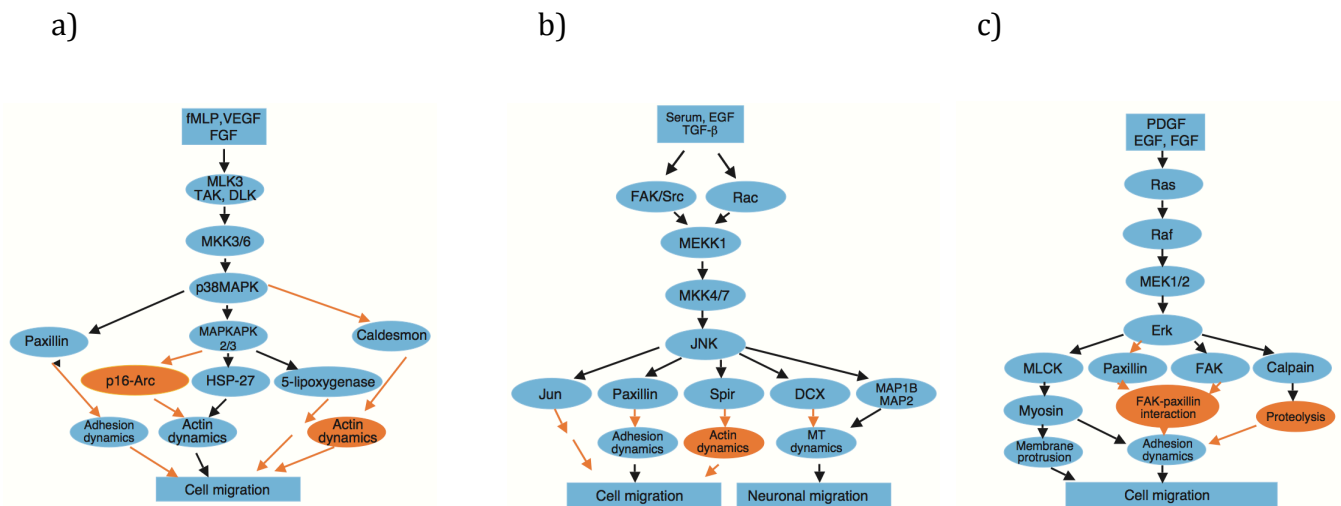 a)
fMLP,VEGF
FGF
MLK3
TAK, DLK
MKK3/6
p38MAPK
Paxillin
MAPKAPK
2/3
Caldesmon
p16-Arc
HSP-27
5-lipoxygenase
Adhesion
dynamics
Actin
dynamics
Actin
dynamics
Cell migration
b)
Serum, EGF
TGF-β
FAK/Src
Rac
MEKK1
MKK4/7
JNK
Jun
Paxillin
Spir
DCX
MAP1B
MAP2
Adhesion
dynamics
Actin
dynamics
MT
dynamics
Cell migration
Neuronal migration
c)
PDGF
EGF, FGF
Ras
Raf
MEK1/2
Erk
MLCK
Paxillin
FAK
Calpain
Myosin
FAK-paxillin
interaction
Proteolysis
Membrane
protrusion
Adhesion
dynamics
Cell migration